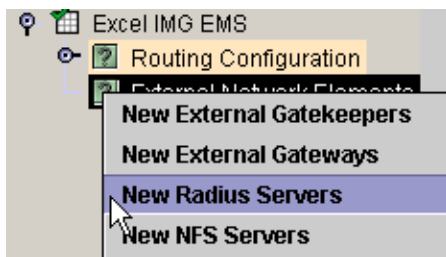 Excel IMG EMS
Routing Configuration
External Network Elements
New External Gatekeepers
New External Gateways
New Radius Servers
New NFS Servers